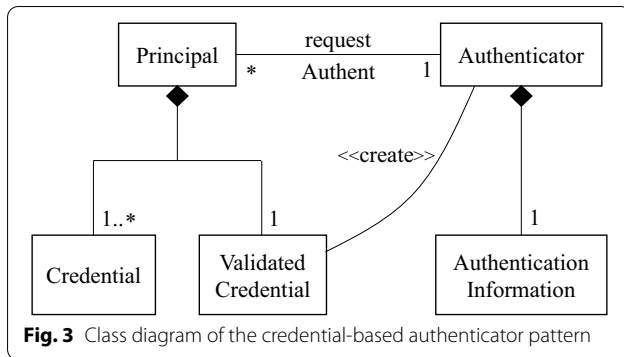 request
Principal
Authenticator
* Authent 1
<<create>>
1..*
1
1
Credential
Validated
Credential
Authentication
Information
Fig. 3 Class diagram of the credential-based authenticator pattern